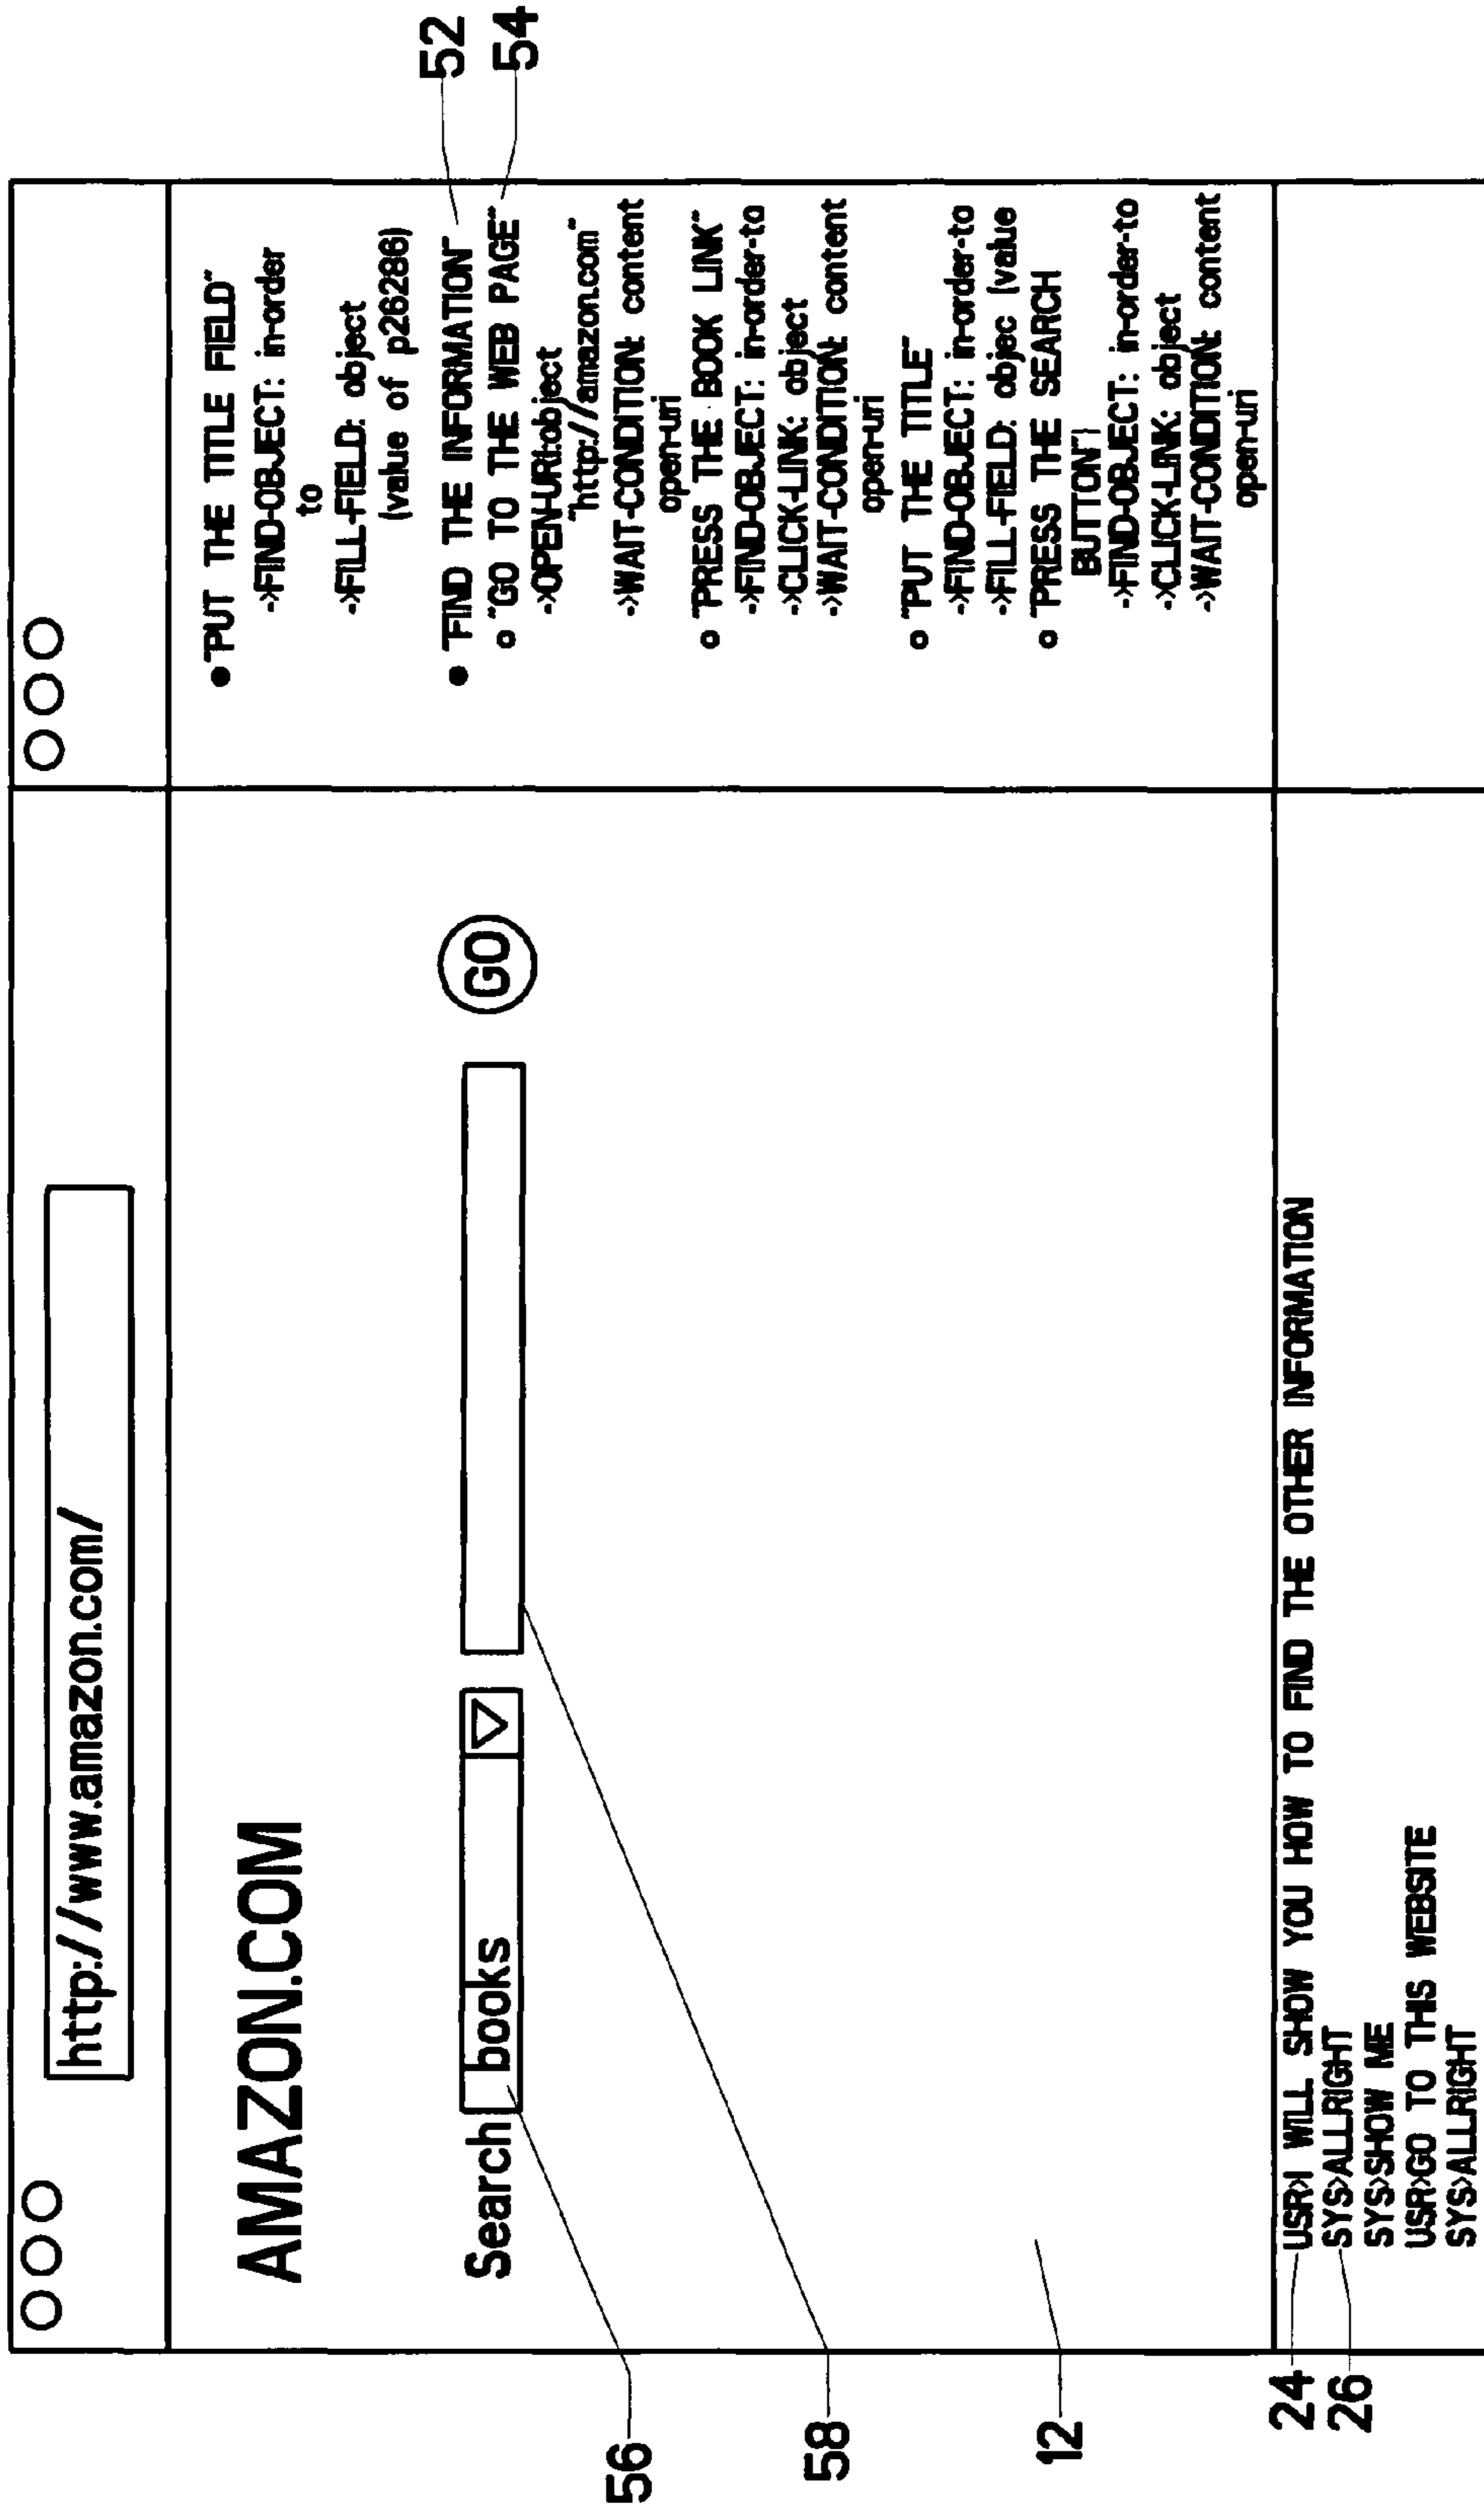 http://www.amazon.com/
AMAZON.COM
Search books GO
"PUT THE TITLE FIELD"
->FIND-OBJECT: in-order
to
->FILL-FIELD: object
(value of p26286)
"FIND THE INFORMATION"
"GO TO THE WEB PAGE"
->OPEN-URI:object
"http://amazon.com"
->WAIT-CONDITION: content
open-uri
"PRESS THE BOOK LINK"
->FIND-OBJECT: in-order-to
->CLICK-LINK: object
->WAIT-CONDITION: content
open-uri
"PUT THE TITLE"
->FIND-OBJECT: in-order-to
->FILL-FIELD: objec (value
"PRESS THE SEARCH
BUTTON"
->FIND-OBJECT: in-order-to
->CLICK-LINK: object
->WAIT-CONDITION: content
open-uri
USR>I WILL SHOW YOU HOW TO FIND THE OTHER INFORMATION
SYS>ALLRIGHT
SYS>SHOW ME
USR>GO TO THIS WEBSITE
SYS>ALLRIGHT
52
54
56
58
12
24
26